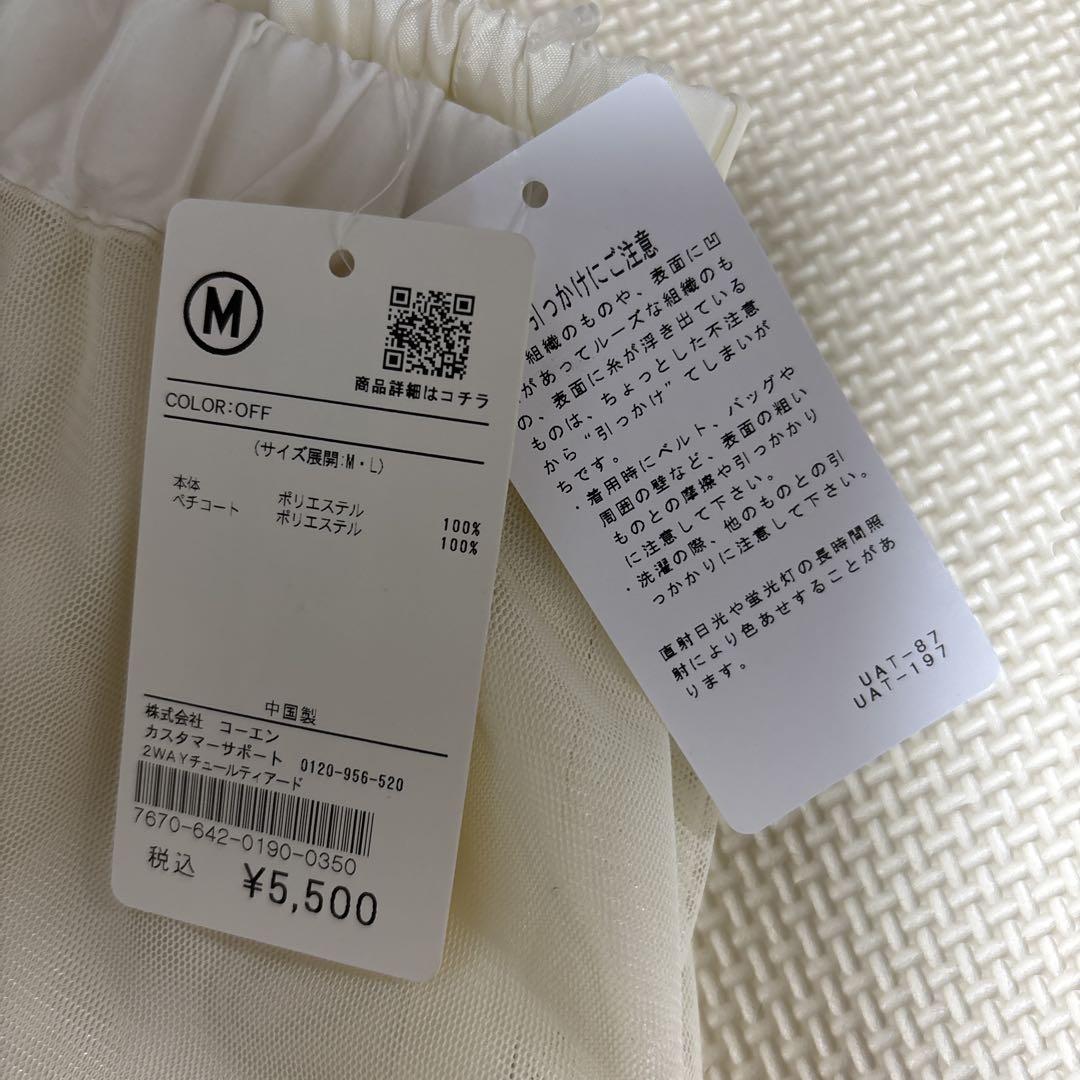 M
商品詳細はコチラ
COLOR:OFF
(サイズ展開:M・L)
本体 ポリエステル 100%
ペチコート ポリエステル 100%
中国製
株式会社 コーエン
カスタマーサポート 0120-956-520
2WAYチュールティアード
7670-642-0190-0350
税込 ¥5,500
引っかけにご注意
組織のものや、表面に凹
があってルーズな組織のも
の、表面に糸が浮き出ている
ものは、ちょっとした不注意
から“引っかけ”てしまいが
ちです。
・着用時にベルト、バッグや
周囲の壁など、表面の粗い
ものとの摩擦や引っかかり
に注意して下さい。
・洗濯の際、他のものとの引
っかかりに注意して下さい。
直射日光や蛍光灯の長時間照
射により色あせすることがあ
ります。
UAT-87
UAT-197